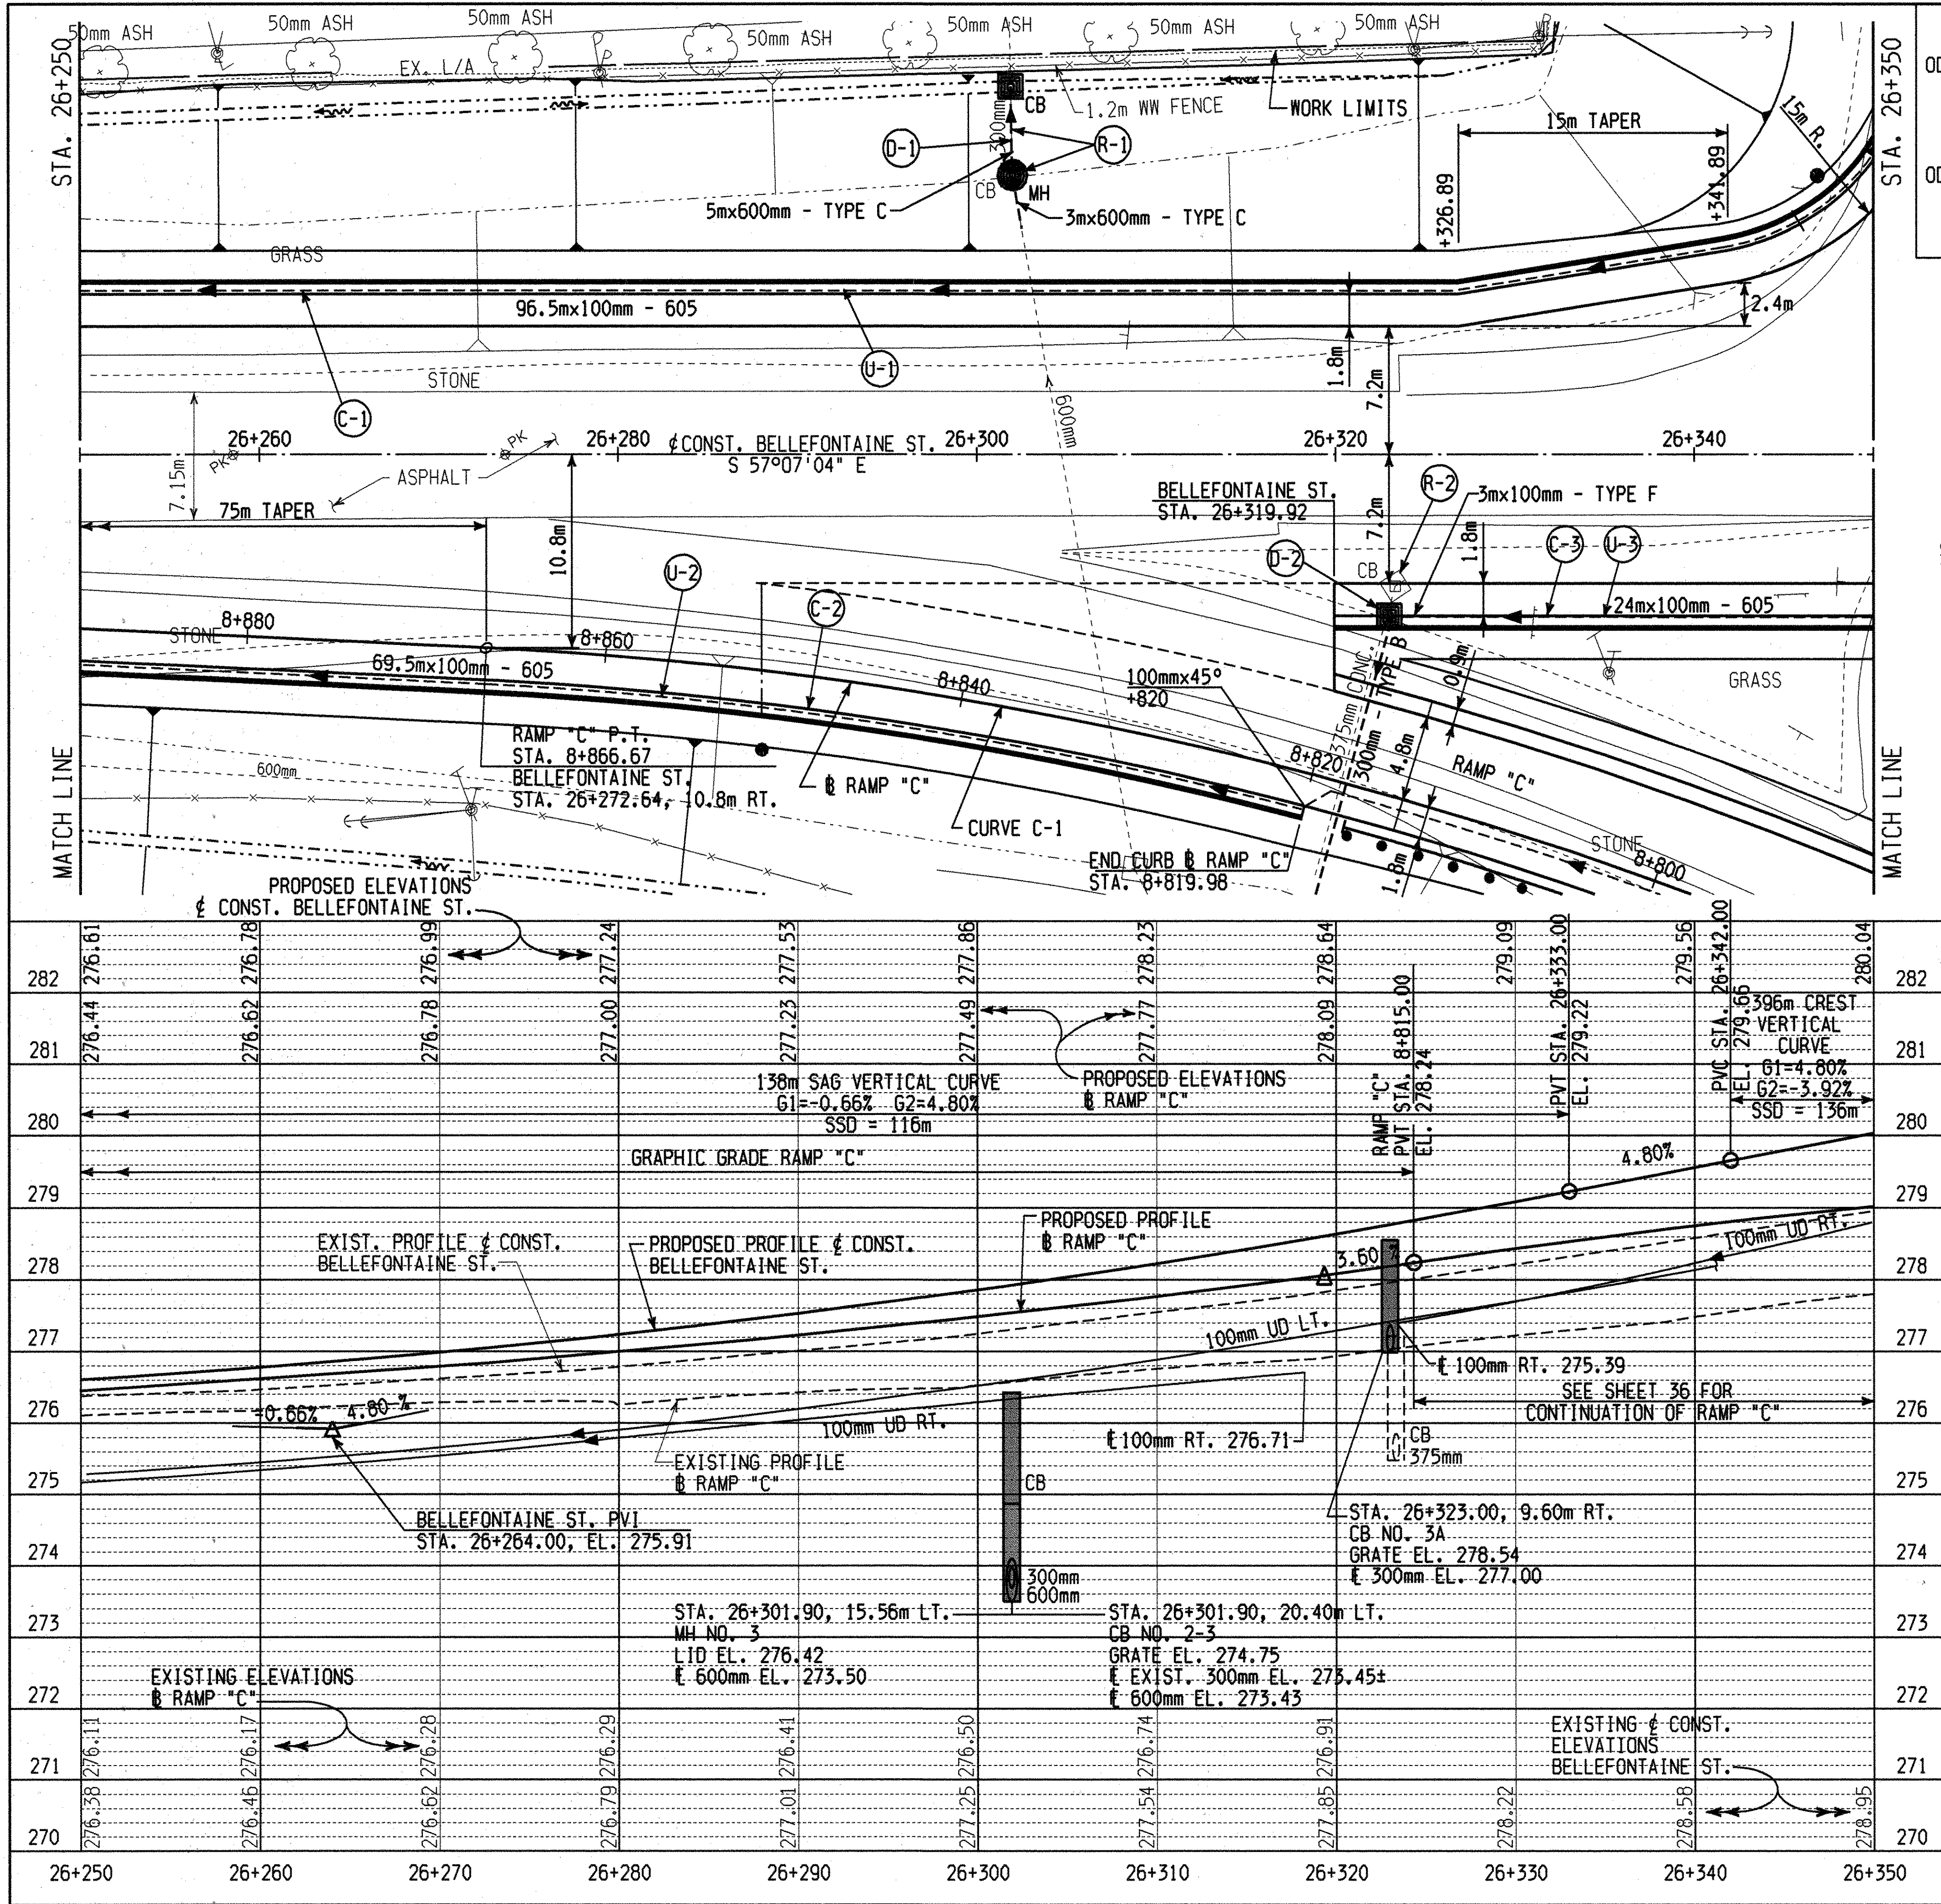 50mm ASH
50mm ASH
50mm ASH
50mm ASH
50mm ASH
50mm ASH
50mm ASH
STA. 26+250
STA. 26+350
EX. L/A
CB
300mm
1.2m WW FENCE
WORK LIMITS
15m TAPER
15m R.
D-1
R-1
CB
MH
5mx600mm - TYPE C
3mx600mm - TYPE C
+326.89
+341.89
GRASS
96.5mx100mm - 605
2.4m
STONE
U-1
C-1
1.8m
7.2m
600mm
26+260
26+280
₵ CONST. BELLEFONTAINE ST.
S 57°07'04" E
26+300
26+320
26+340
PK
PK
7.15m
ASPHALT
75m TAPER
10.8m
BELLEFONTAINE ST.
STA. 26+319.92
7.2m
R-2
3mx100mm - TYPE F
1.8m
C-3
U-3
D-2
CB
24mx100mm - 605
U-2
C-2
8+880
STONE
8+860
69.5mx100mm - 605
8+840
100mmx45°
+820
375mm CONC.
300mm - TYPE B
0.9m
GRASS
RAMP "C" P.T.
STA. 8+866.67
BELLEFONTAINE ST.
STA. 26+272.64, 10.8m RT.
600mm
B RAMP "C"
CURVE C-1
8+820
4.8m
RAMP "C"
END CURB B RAMP "C"
STA. 8+819.98
1.8m
STONE
8+800
MATCH LINE
MATCH LINE
PROPOSED ELEVATIONS
₵ CONST. BELLEFONTAINE ST.
276.61
276.78
276.99
277.24
277.53
277.86
278.23
278.64
279.09
279.56
280.04
282
282
276.44
276.62
276.78
277.00
277.23
277.49
277.77
278.09
281
281
RAMP "C"
PVT STA. 8+815.00
EL. 278.24
PVT STA. 26+333.00
EL. 279.22
PVC STA. 26+342.00
EL. 279.66
396m CREST
VERTICAL
CURVE
G1=4.80%
G2=-3.92%
SSD = 136m
138m SAG VERTICAL CURVE
G1=-0.66% G2=4.80%
SSD = 116m
PROPOSED ELEVATIONS
B RAMP "C"
280
280
GRAPHIC GRADE RAMP "C"
4.80%
279
279
EXIST. PROFILE ₵ CONST.
BELLEFONTAINE ST.
PROPOSED PROFILE ₵ CONST.
BELLEFONTAINE ST.
PROPOSED PROFILE
B RAMP "C"
3.60 %
100mm UD RT.
278
278
277
277
100mm UD LT.
100mm RT. 275.39
SEE SHEET 36 FOR
CONTINUATION OF RAMP "C"
276
276
-0.66%
4.80 %
100mm UD RT.
100mm RT. 276.71
CB
375mm
EXISTING PROFILE
B RAMP "C"
275
275
CB
BELLEFONTAINE ST. PVI
STA. 26+264.00, EL. 275.91
STA. 26+323.00, 9.60m RT.
CB NO. 3A
GRATE EL. 278.54
300mm EL. 277.00
274
274
300mm
600mm
273
273
STA. 26+301.90, 15.56m LT.
MH NO. 3
LID EL. 276.42
600mm EL. 273.50
STA. 26+301.90, 20.40m LT.
CB NO. 2-3
GRATE EL. 274.75
EXIST. 300mm EL. 273.45±
600mm EL. 273.43
EXISTING ELEVATIONS
B RAMP "C"
272
272
276.11
276.17
276.28
276.29
276.41
276.50
276.74
276.91
EXISTING ₵ CONST.
ELEVATIONS
BELLEFONTAINE ST.
271
271
276.38
276.46
276.62
276.79
277.01
277.25
277.54
277.85
278.22
278.58
278.95
270
270
26+250
26+260
26+270
26+280
26+290
26+300
26+310
26+320
26+330
26+340
26+350